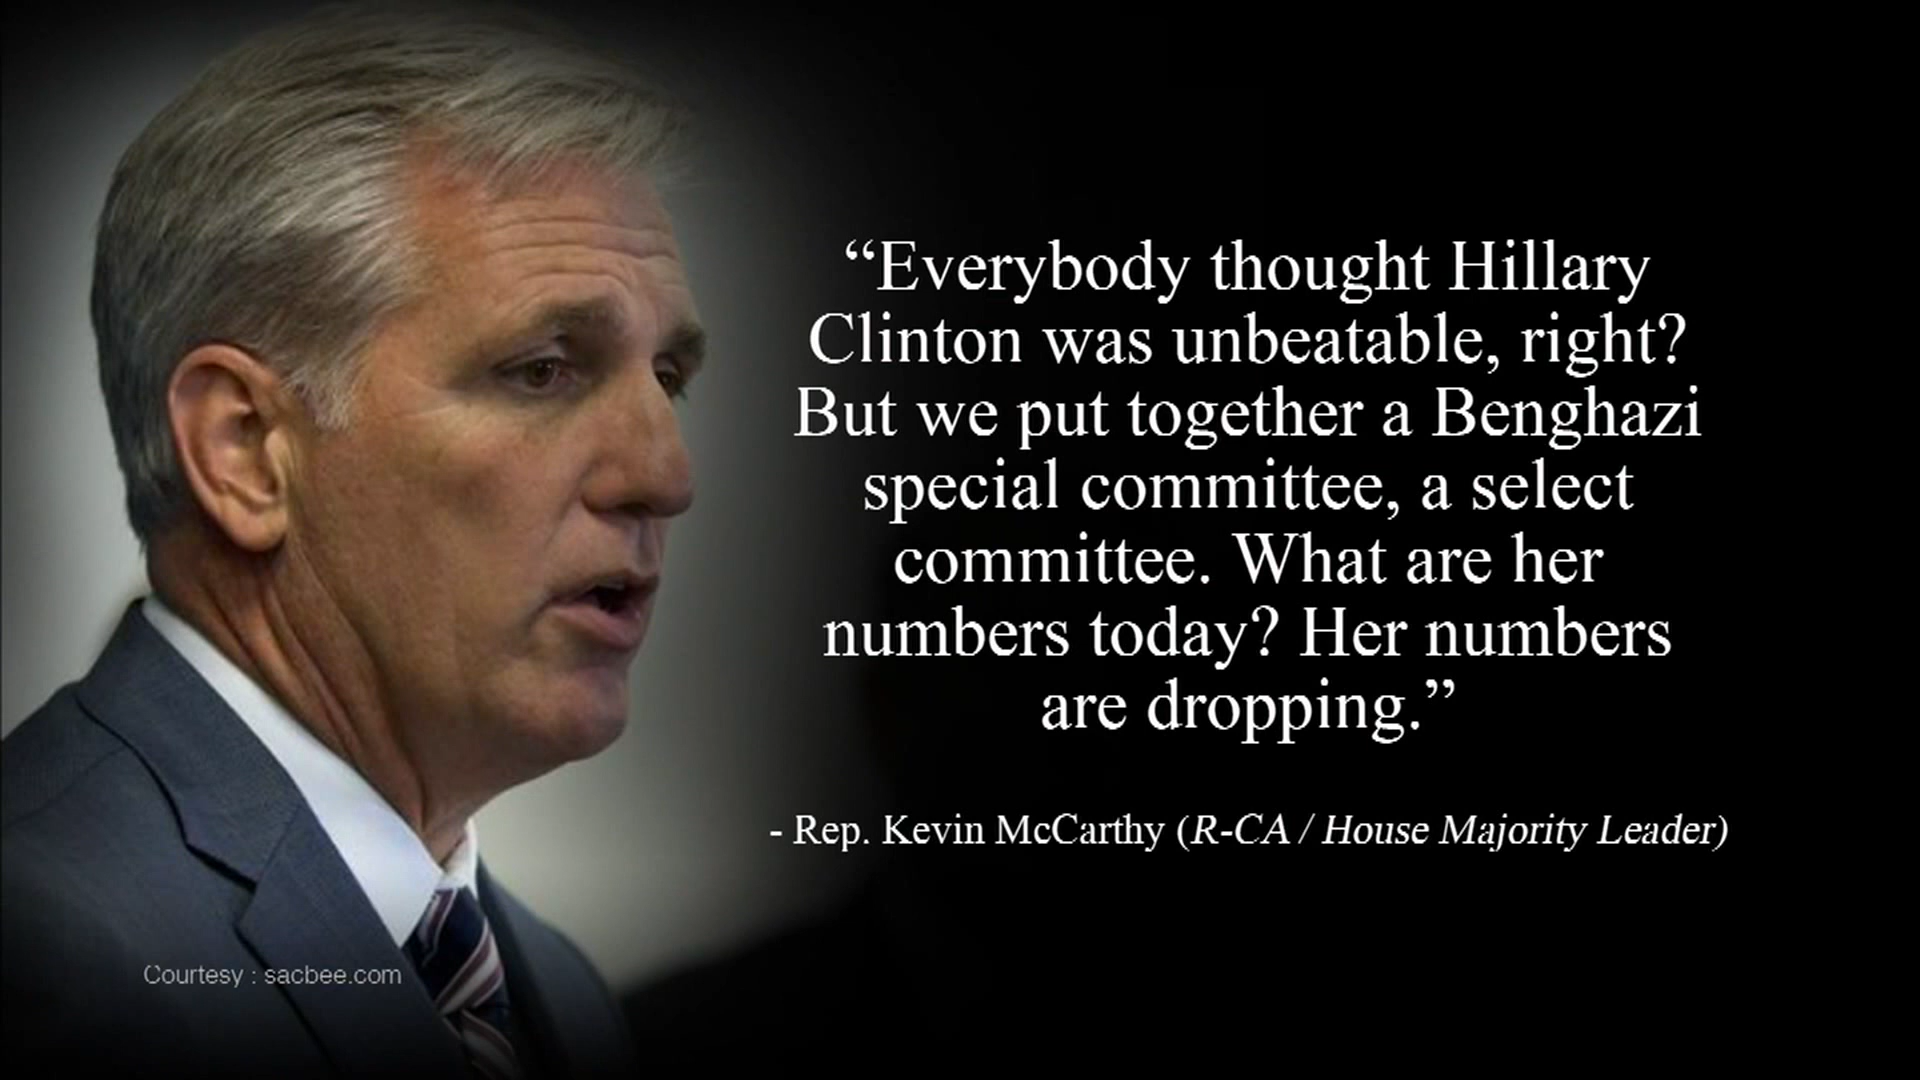 “Everybody thought Hillary
Clinton was unbeatable, right?
But we put together a Benghazi
special committee, a select
committee. What are her
numbers today? Her numbers
are dropping.”
- Rep. Kevin McCarthy (R-CA / House Majority Leader)
Courtesy : sacbee.com